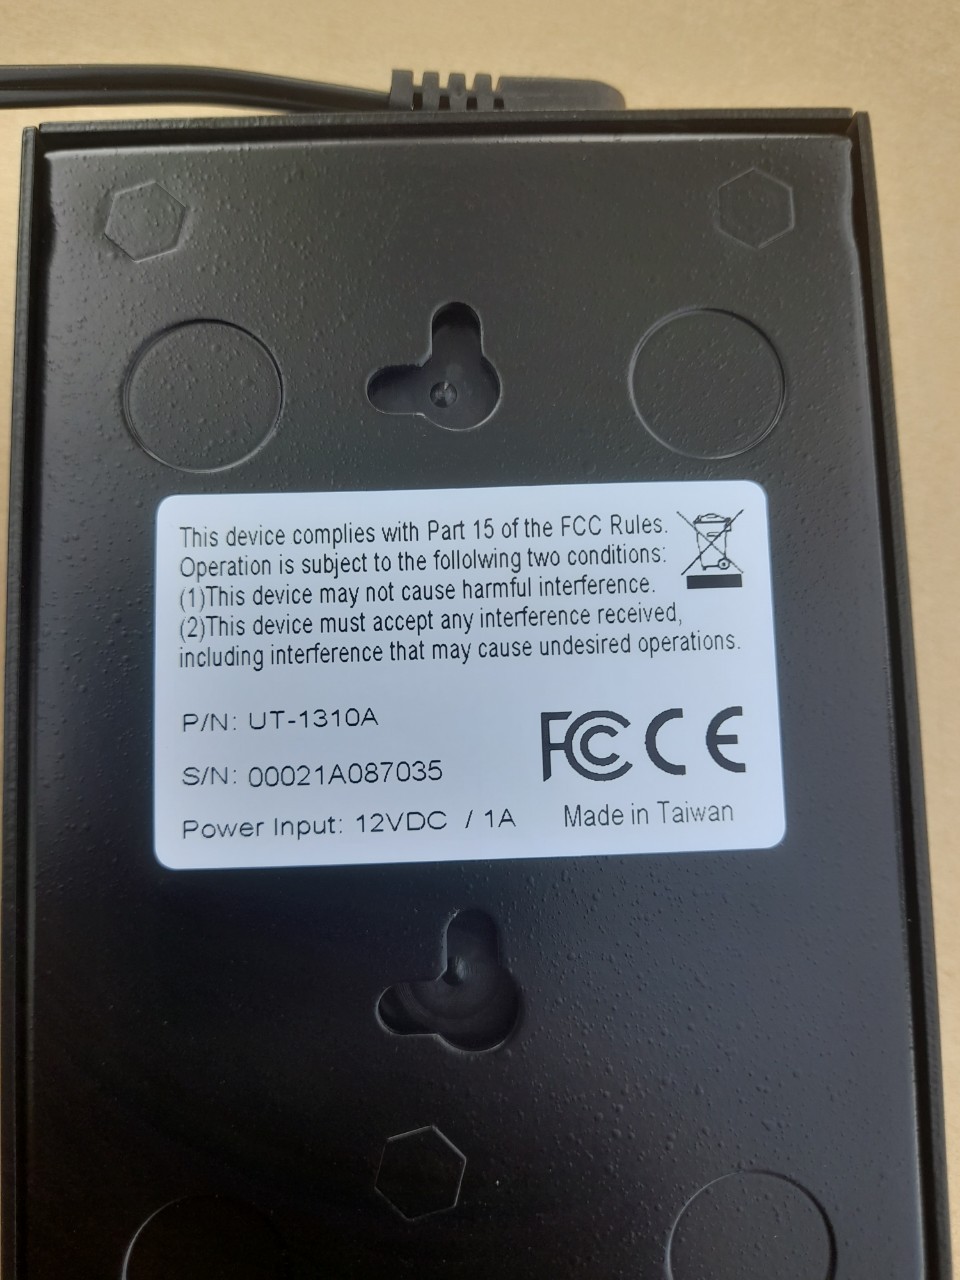 This device complies with Part 15 of the FCC Rules.
Operation is subject to the follolwing two conditions:
(1)This device may not cause harmful interference.
(2)This device must accept any interference received,
including interference that may cause undesired operations.
P/N: UT-1310A
S/N: 00021A087035
FC CE
Power Input: 12VDC / 1A
Made in Taiwan